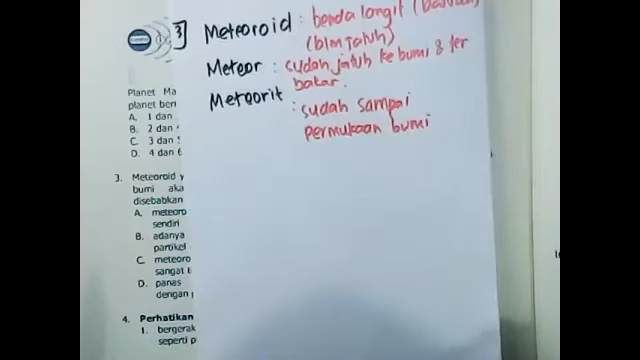 3] Meteoroid : benda langit
(blm jatuh)
Meteor : sudah jatuh ke bumi & ter
bakar.
Meteorit : sudah sampai
permukaan bumi
Planet Ma
planet ber
A. 1 dan
B. 2 dan
C. 3 dan
D. 4 dan 6
3. Meteoroid y
bumi aka
disebabkan
A. meteoro
sendiri
B. adanya
partikel
C. meteoro
sangat t
D. panas
dengan
4. Perhatikan
1. bergerak
seperti p